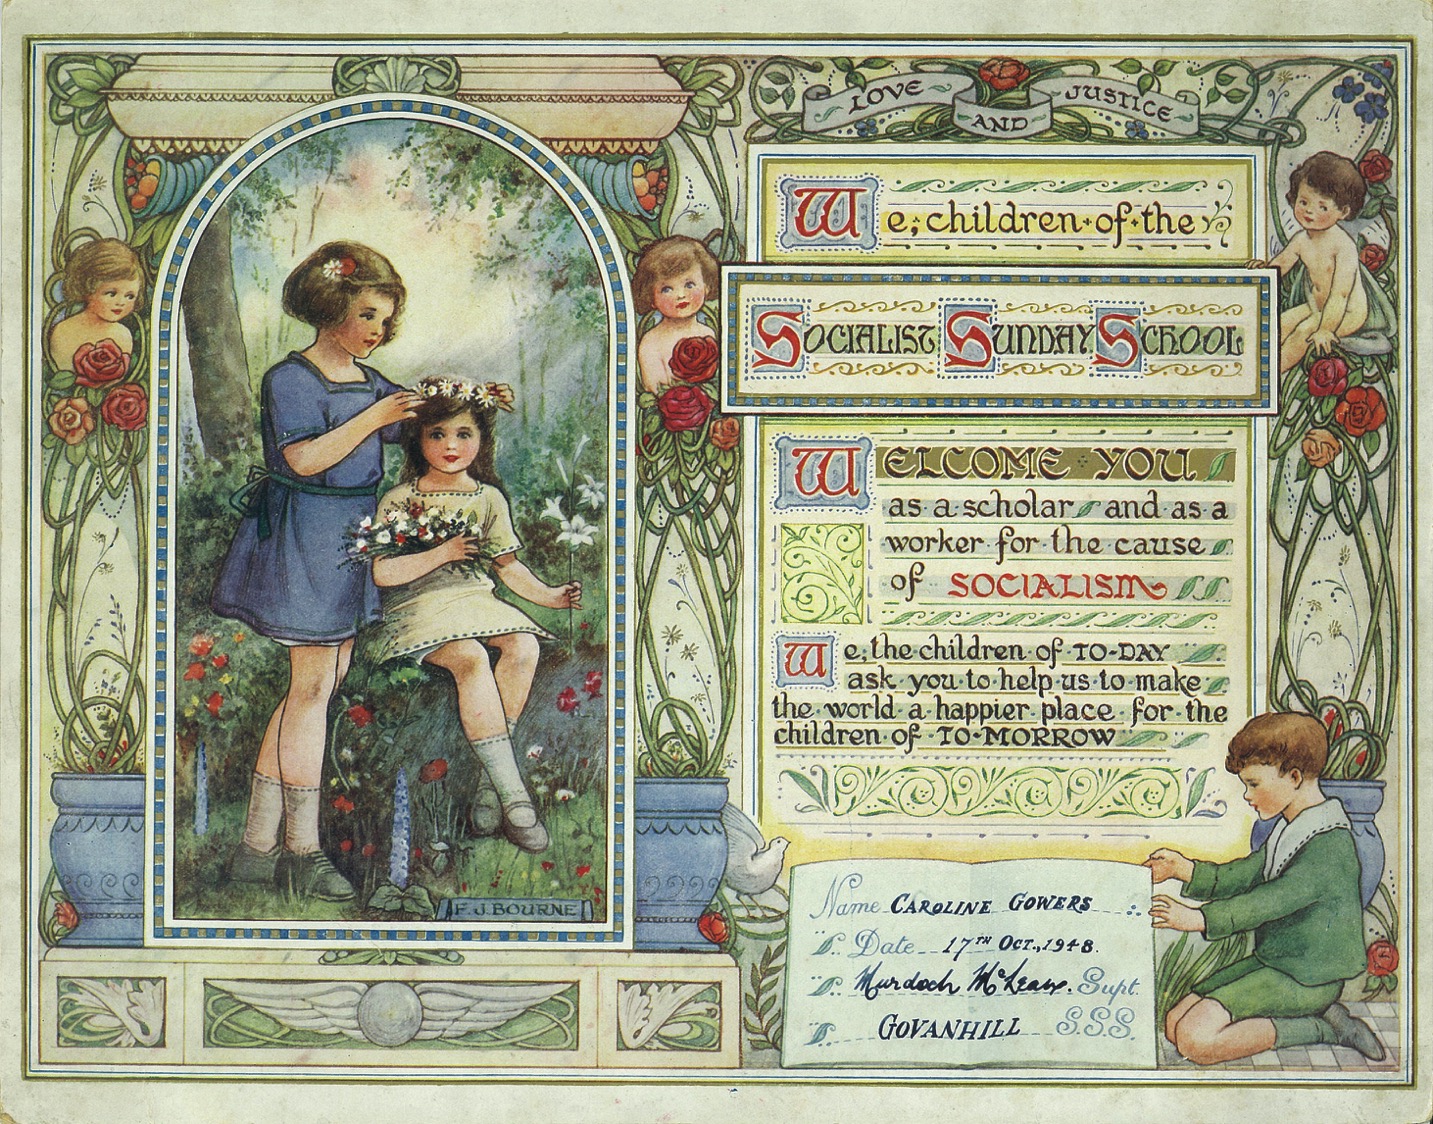 LOVE AND JUSTICE
We, children of the
SOCIALIST SUNDAY SCHOOL
WELCOME YOU
as a scholar and as a
worker for the cause
of SOCIALISM
We, the children of TO-DAY
ask you to help us to make
the world a happier place for the
children of TO-MORROW
F. J. BOURNE
Name CAROLINE GOWERS
Date 17TH OCT., 1948.
Murdoch McLean. Supt.
GOVANHILL S.S.S.